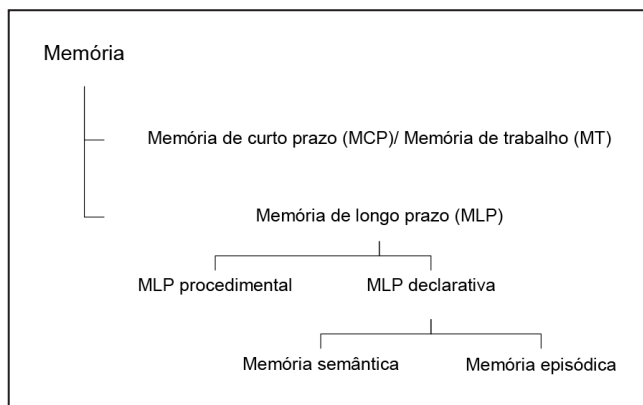 Memória
Memória de curto prazo (MCP)/ Memória de trabalho (MT)
Memória de longo prazo (MLP)
MLP procedimental
MLP declarativa
Memória semântica
Memória episódica